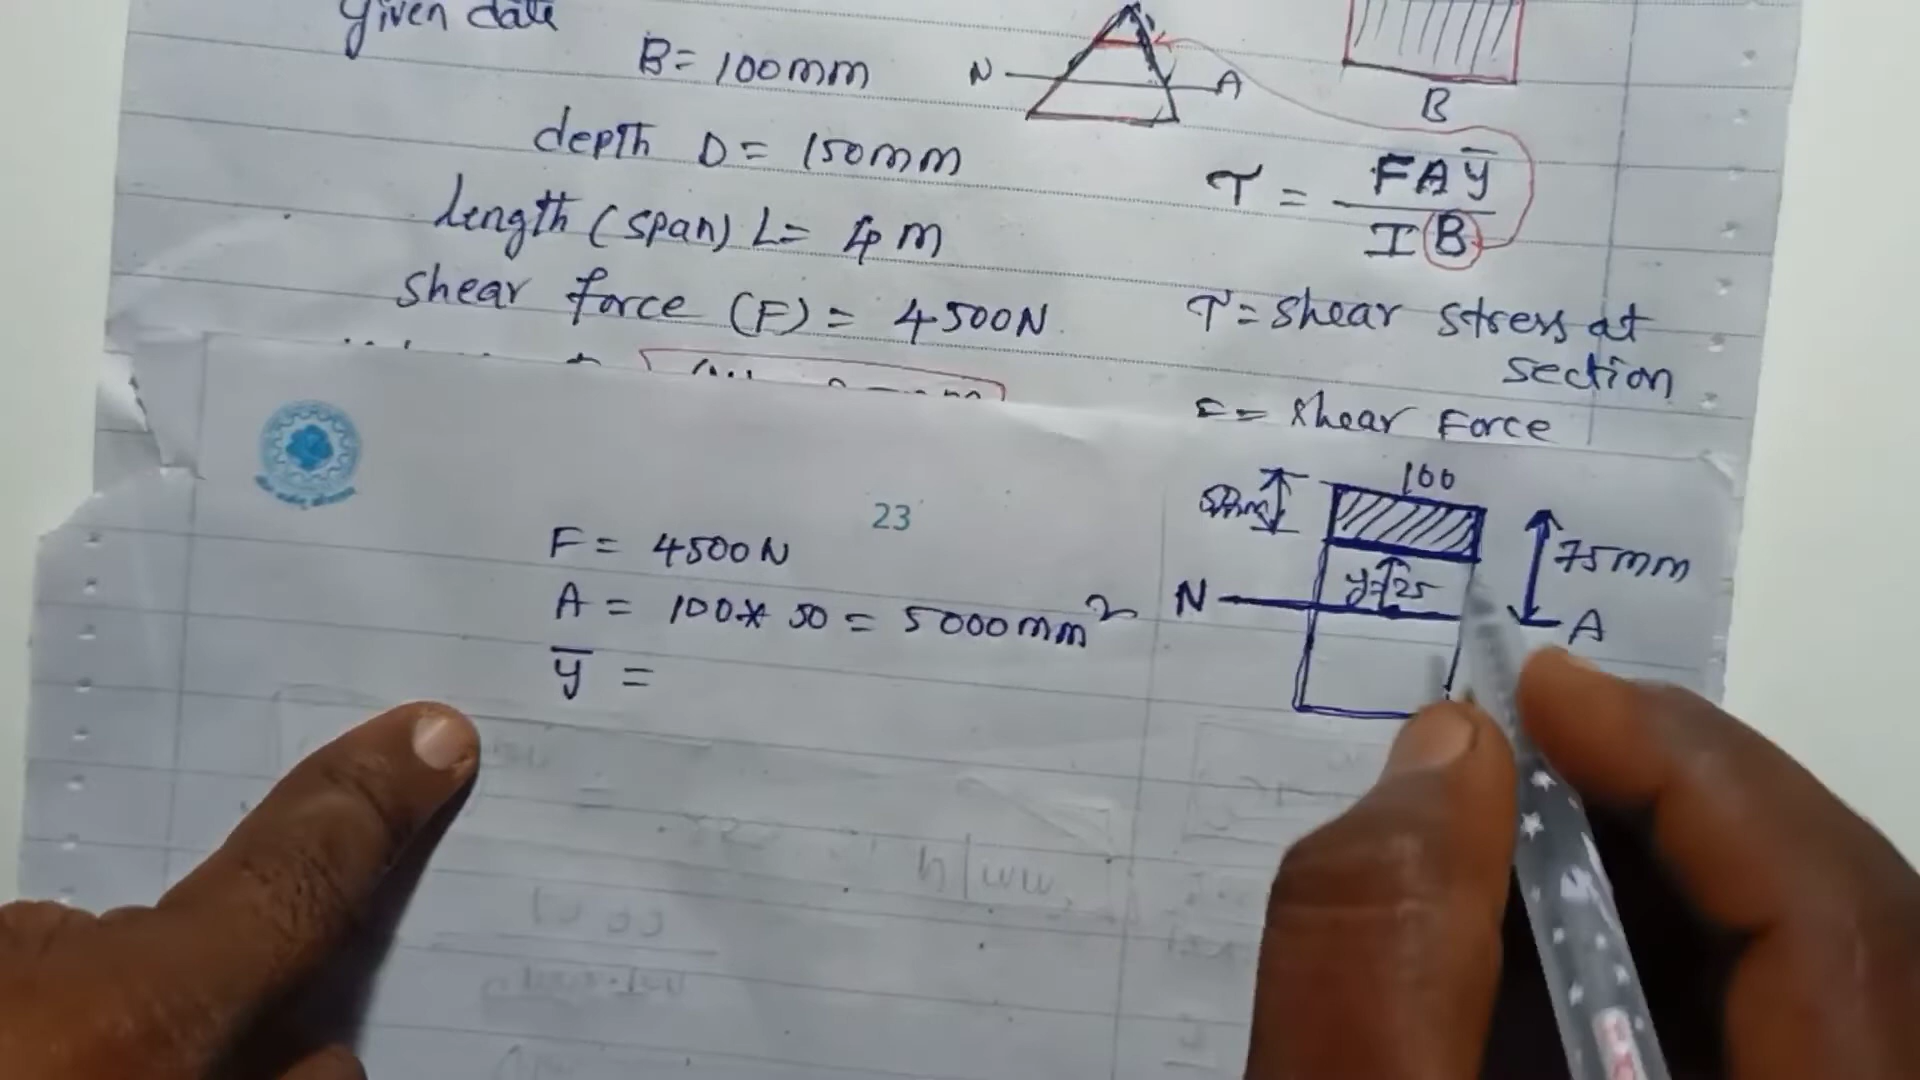 Given date
B= 100mm
N
A
B
depth D= 150mm
Length (span) L= 4m
shear force (F) = 4500N
τ = FAȳ
IB
τ = shear stress at
section
F = shear Force
23
F = 4500N
A = 100* 50 = 5000mm²
ȳ =
100
75mm
N
y=25
A